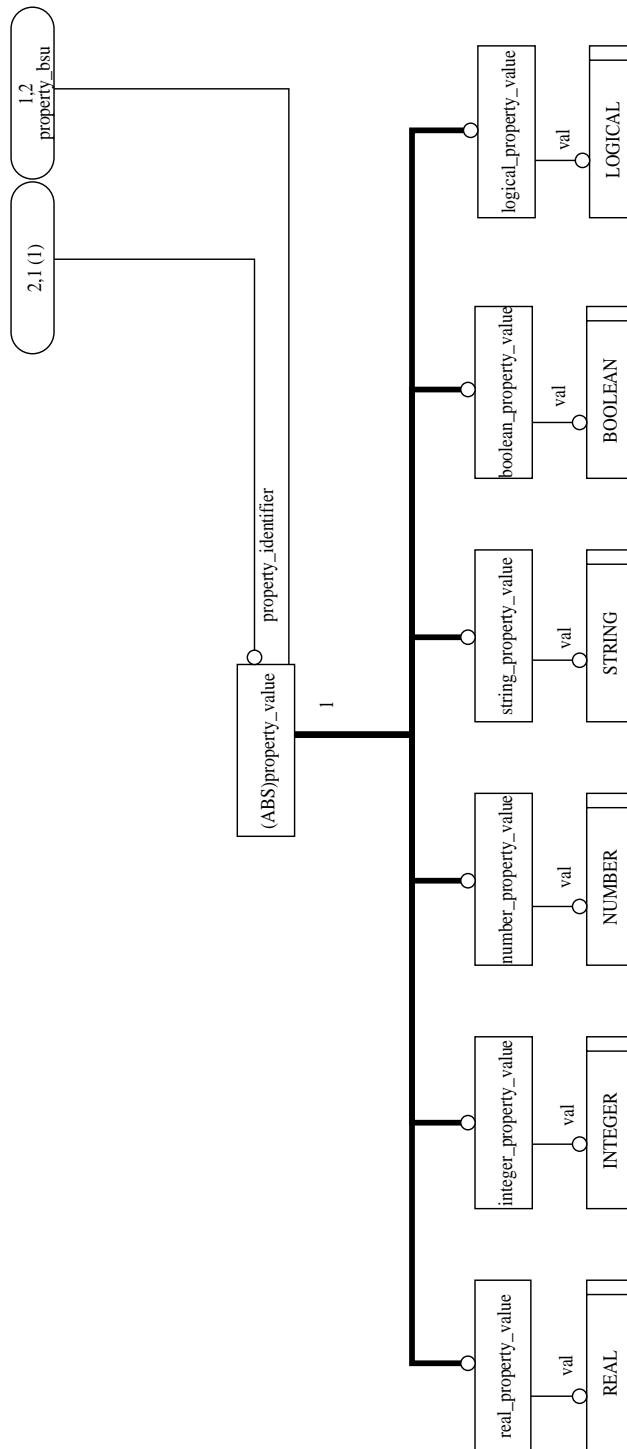 1,2
property_bsu
2,1 (1)
property_identifier
(ABS)property_value
1
logical_property_value
val
LOGICAL
boolean_property_value
val
BOOLEAN
string_property_value
val
STRING
number_property_value
val
NUMBER
integer_property_value
val
INTEGER
real_property_value
val
REAL